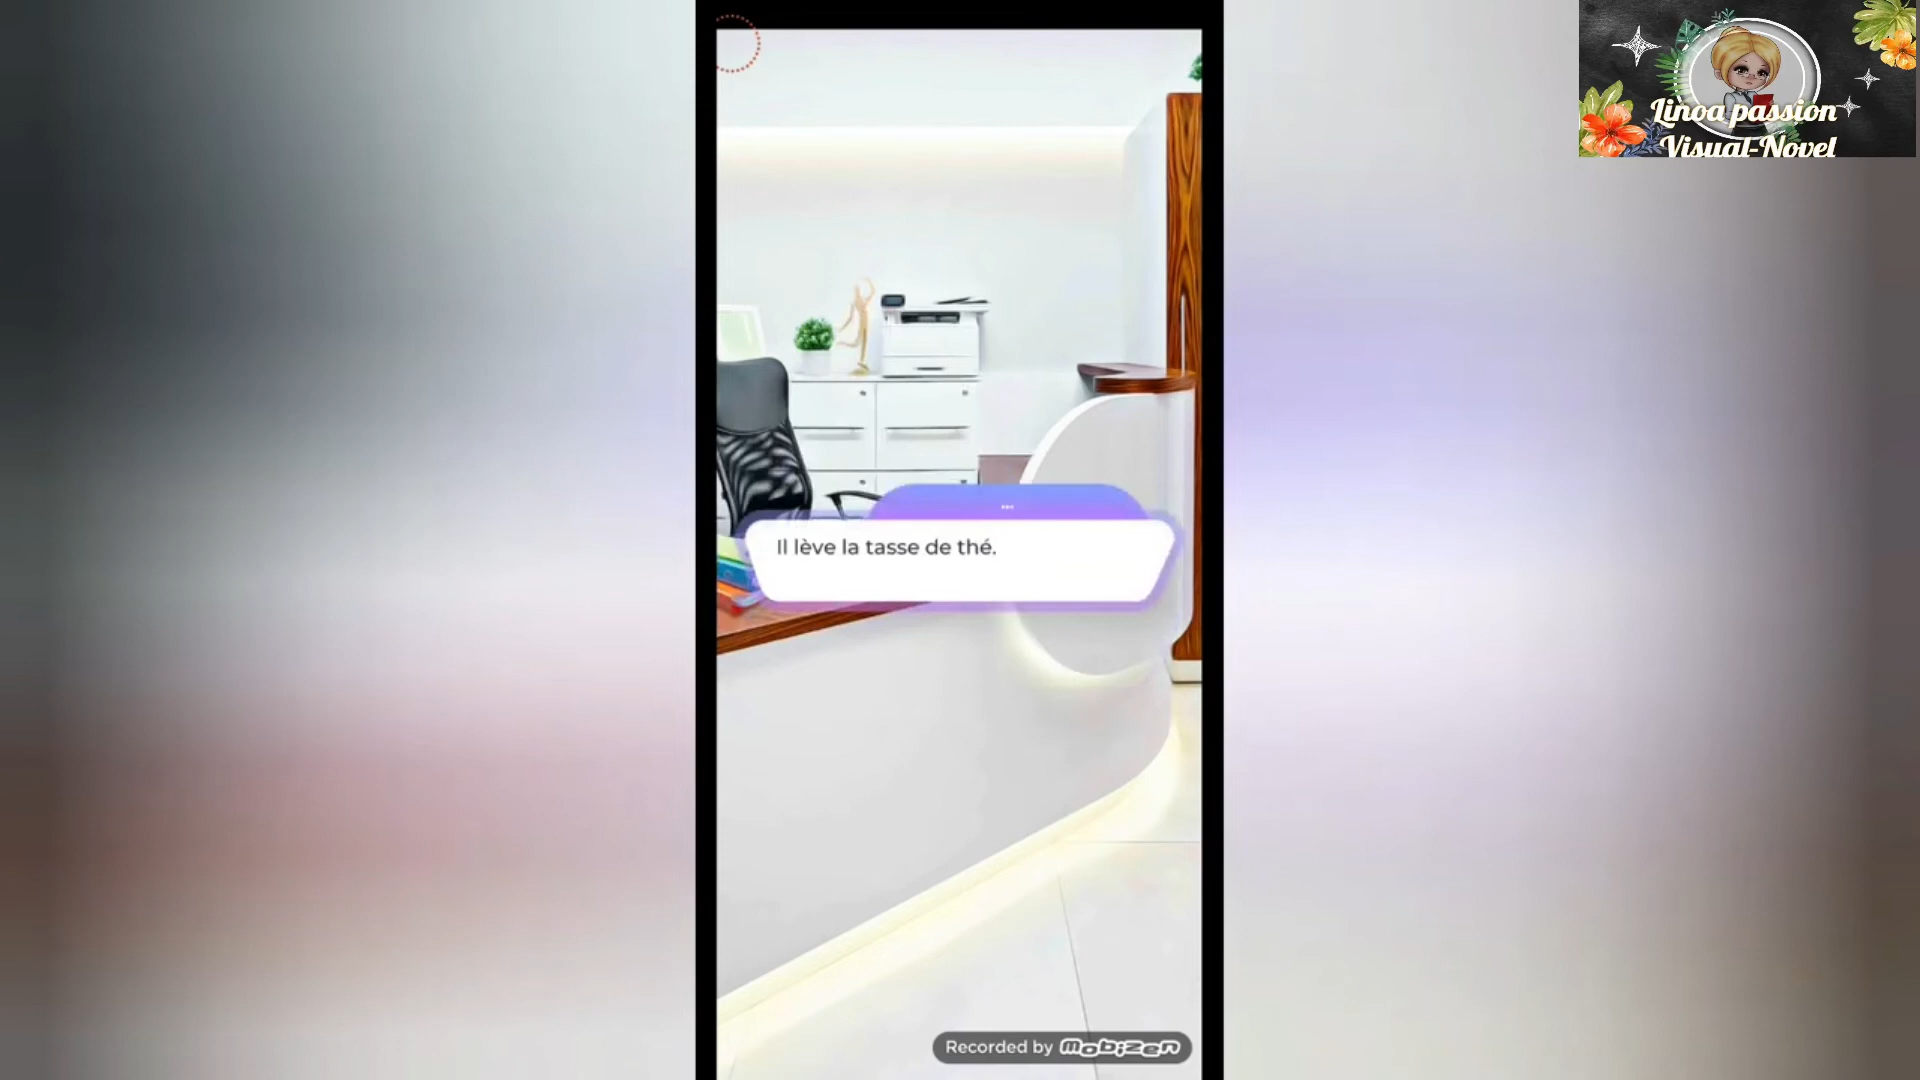 Linoa passion
Visual-Novel
...
Il lève la tasse de thé.
Recorded by Mobizen